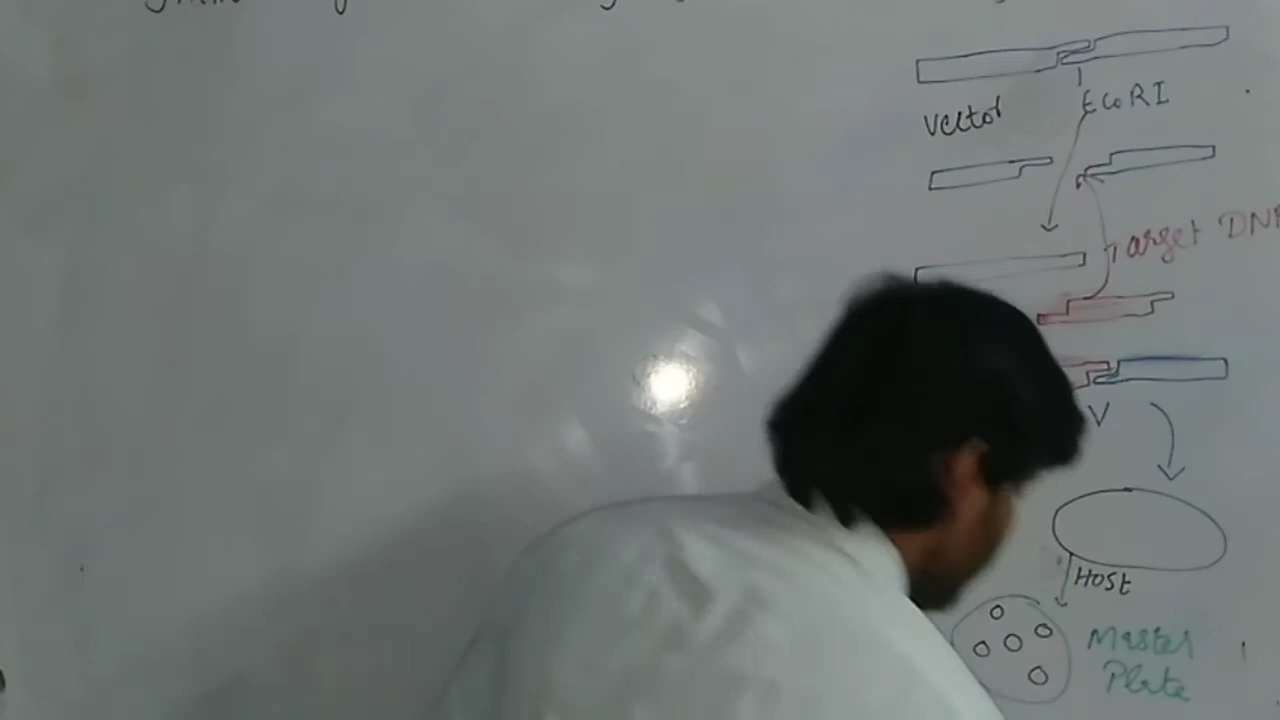 Vector
EcoRI
Target DN
V
HOST
Master
Plate